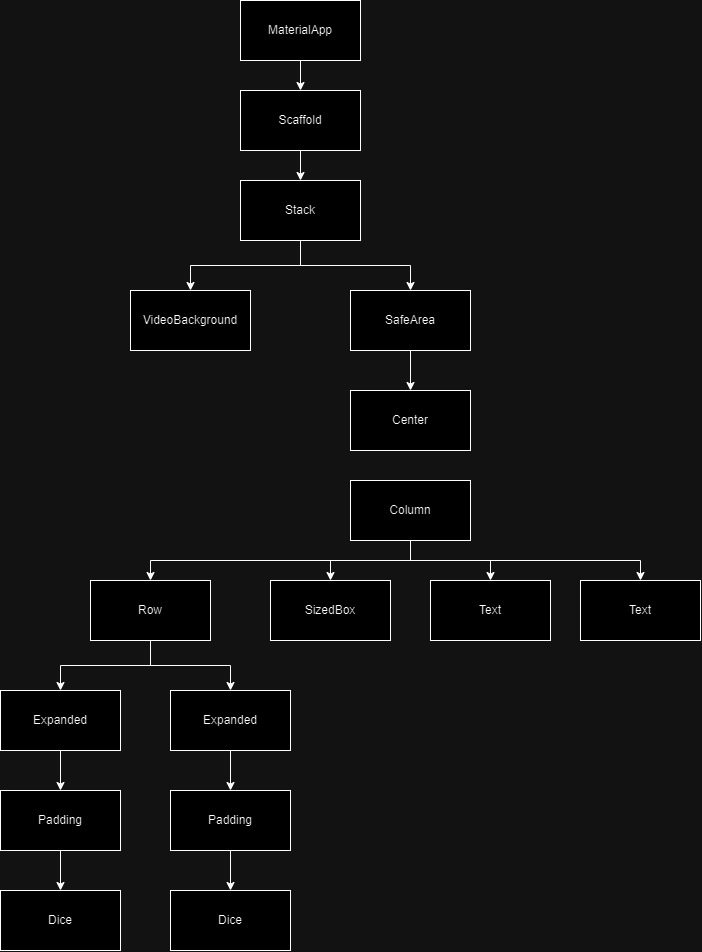 MaterialApp
Scaffold
Stack
VideoBackground
SafeArea
Center
Column
Row
SizedBox
Text
Text
Expanded
Expanded
Padding
Padding
Dice
Dice